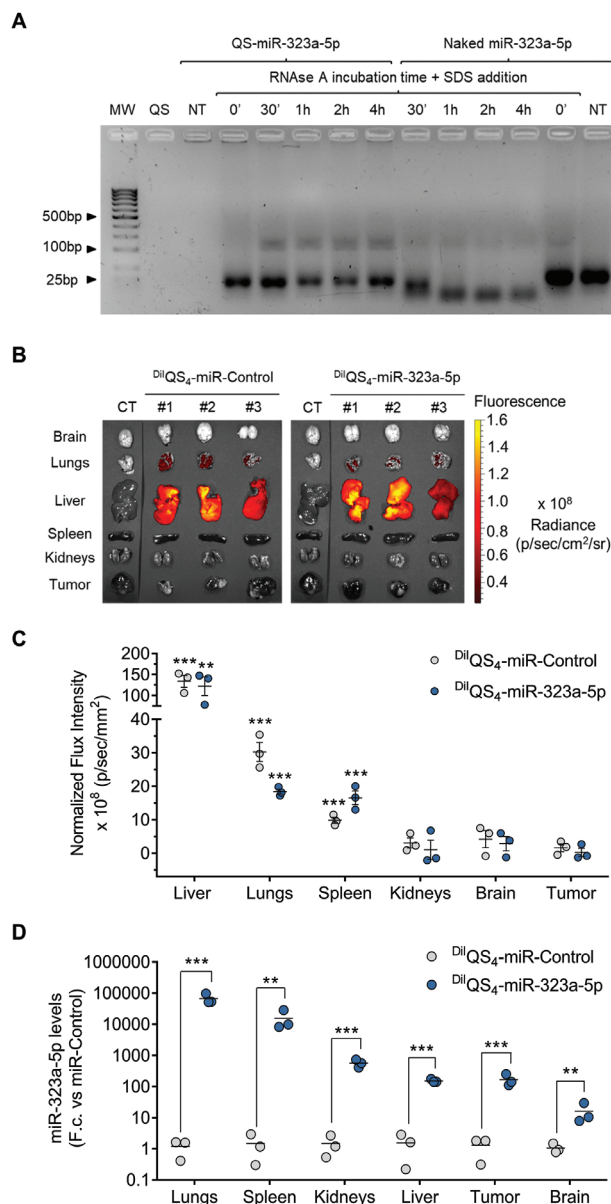 A
QS-miR-323a-5p Naked miR-323a-5p
RNAse A incubation time + SDS addition
MW QS NT 0' 30' 1h 2h 4h 30' 1h 2h 4h 0' NT
500bp
100bp
25bp
B
DilQS4-miR-Control DilQS4-miR-323a-5p
CT #1 #2 #3 CT #1 #2 #3
Fluorescence
Brain
Lungs
Liver
Spleen
Kidneys
Tumor
1.6
1.4
1.2
1.0
0.8
0.6
0.4
x 10⁸
Radiance
(p/sec/cm²/sr)
C
Normalized Flux Intensity
x 10⁸ (p/sec/mm²)
150
100
50
40
30
20
10
0
*** **
*** ***
*** ***
DilQS4-miR-Control
DilQS4-miR-323a-5p
Liver Lungs Spleen Kidneys Brain Tumor
D
miR-323a-5p levels
(F.c. vs miR-Control)
1000000
100000
10000
1000
100
10
1
0.1
*** ** *** *** *** **
DilQS4-miR-Control
DilQS4-miR-323a-5p
Lungs Spleen Kidneys Liver Tumor Brain